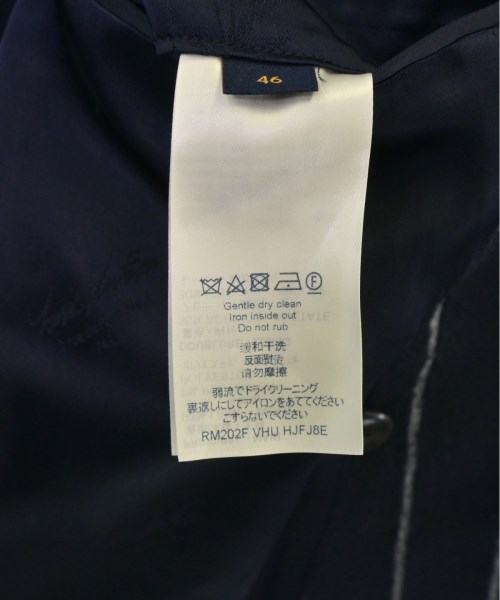 46
Gentle dry clean
Iron inside out
Do not rub
缓和干洗
反面熨烫
请勿摩擦
弱流でドライクリーニング
裏返しにしてアイロンをあててください
こすらないでください
RM202F VHU HJFJ8E